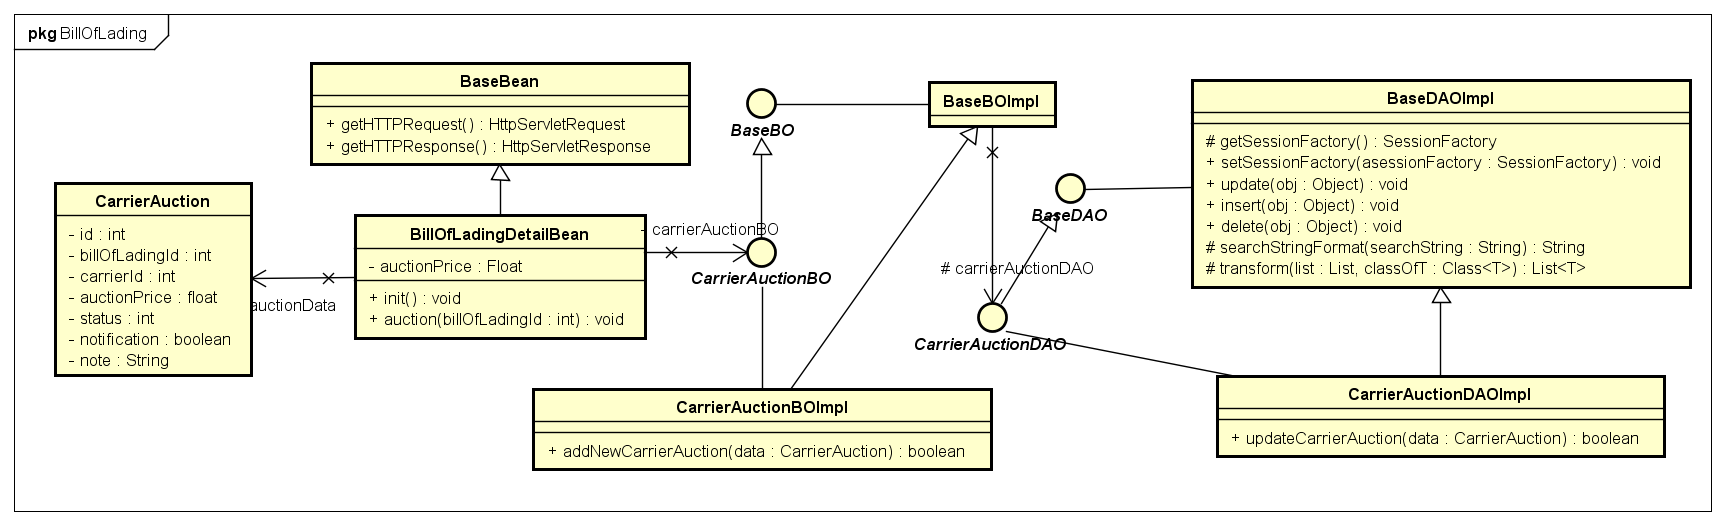 pkg BillOfLading
BaseBean
+ getHTTPRequest() : HttpServletRequest
+ getHTTPResponse() : HttpServletResponse
BaseBO
BaseBOImpl
BaseDAOImpl
# getSessionFactory() : SessionFactory
+ setSessionFactory(asessionFactory : SessionFactory) : void
+ update(obj : Object) : void
+ insert(obj : Object) : void
+ delete(obj : Object) : void
# searchStringFormat(searchString : String) : String
# transform(list : List, classOfT : Class<T>) : List<T>
BaseDAO
CarrierAuction
- id : int
- billOfLadingId : int
- carrierId : int
- auctionPrice : float
- status : int
- notification : boolean
- note : String
auctionData
BillOfLadingDetailBean
- auctionPrice : Float
+ init() : void
+ auction(billOfLadingId : int) : void
- carrierAuctionBO
CarrierAuctionBO
# carrierAuctionDAO
CarrierAuctionDAO
CarrierAuctionBOImpl
+ addNewCarrierAuction(data : CarrierAuction) : boolean
CarrierAuctionDAOImpl
+ updateCarrierAuction(data : CarrierAuction) : boolean